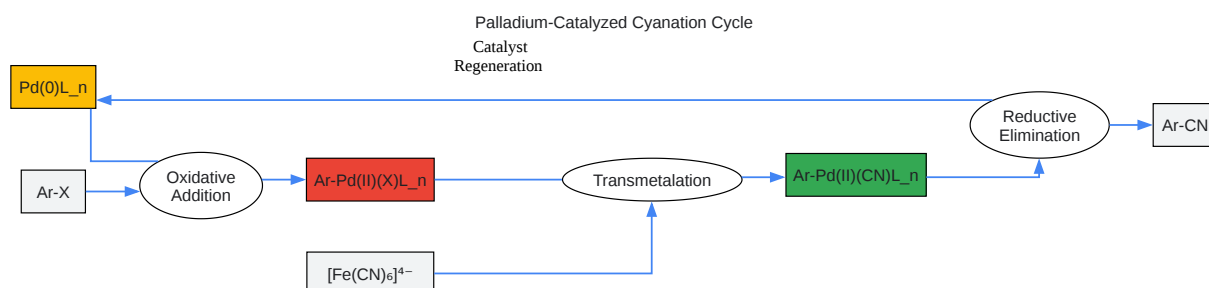 Palladium-Catalyzed Cyanation Cycle
Catalyst
Regeneration
Pd(0)L_n
Reductive
Elimination
Ar-CN
Oxidative
Addition
Ar-Pd(II)(X)L_n
Transmetalation
Ar-Pd(II)(CN)L_n
Ar-X
[Fe(CN)₆]⁴⁻